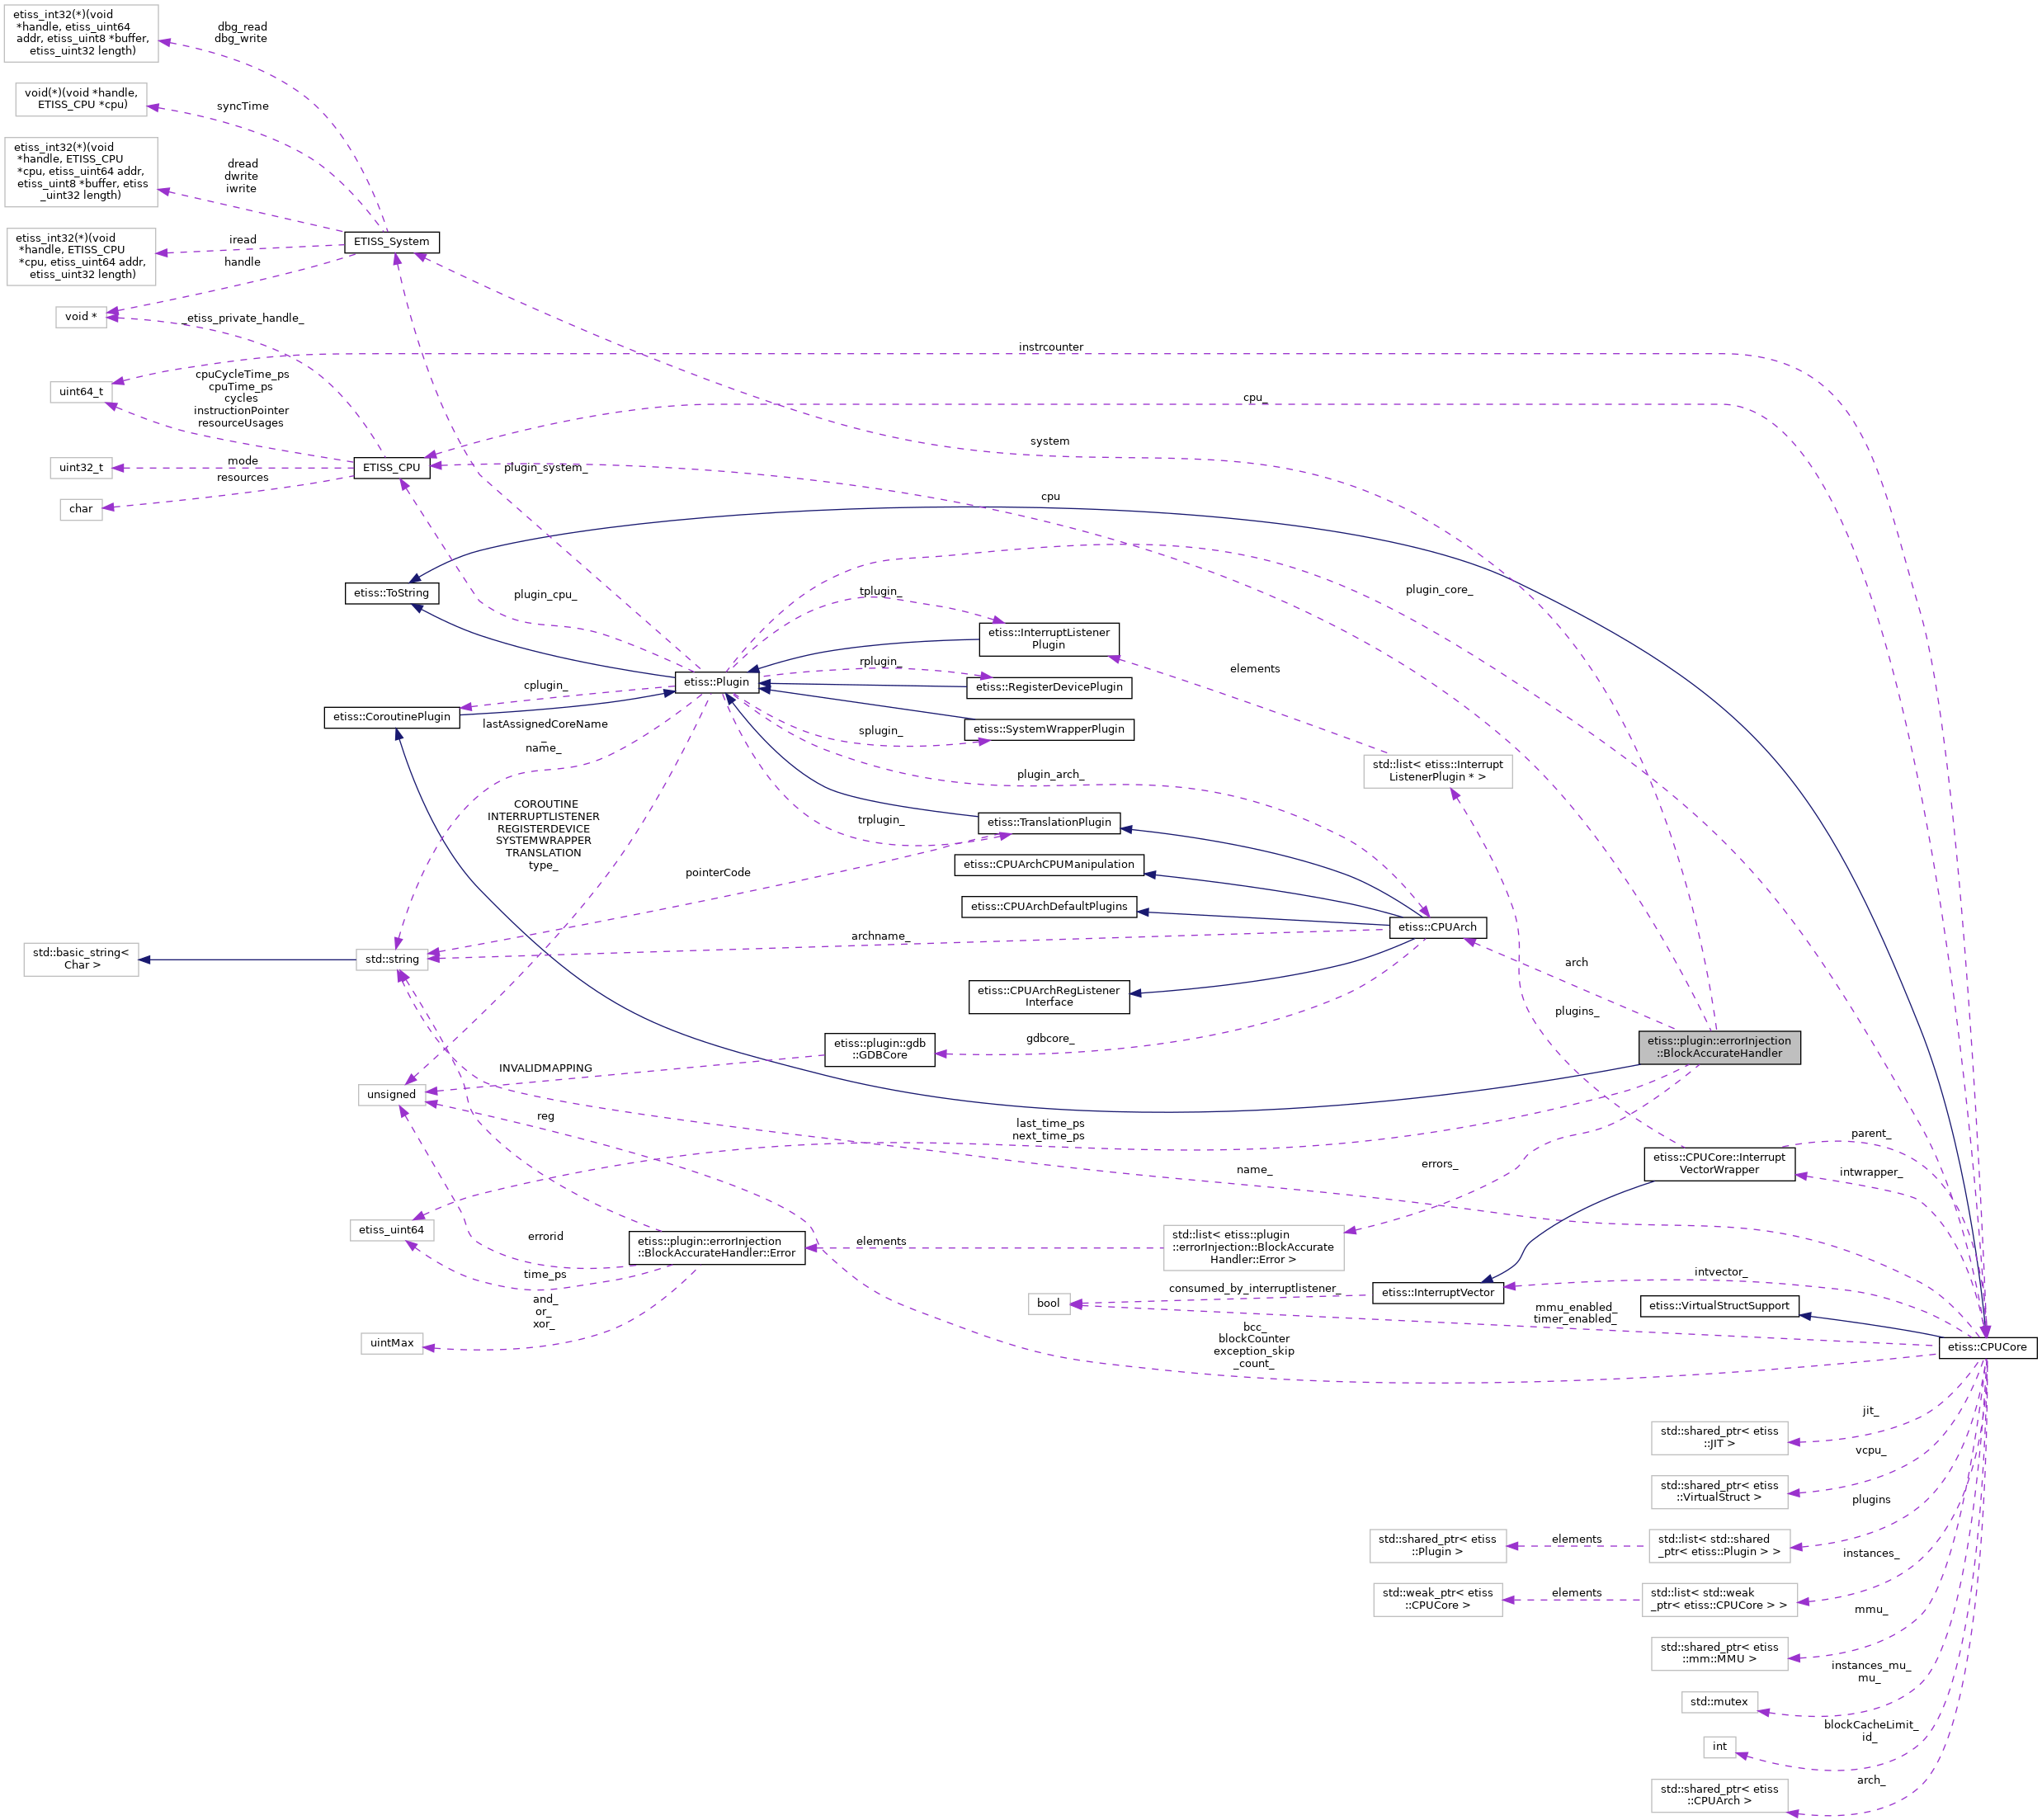 etiss_int32(*)(void
*handle, etiss_uint64
addr, etiss_uint8 *buffer,
etiss_uint32 length)
dbg_read
dbg_write
void(*)(void *handle,
ETISS_CPU *cpu)
syncTime
etiss_int32(*)(void
*handle, ETISS_CPU
*cpu, etiss_uint64 addr,
etiss_uint8 *buffer, etiss
_uint32 length)
dread
dwrite
iwrite
etiss_int32(*)(void
*handle, ETISS_CPU
*cpu, etiss_uint64 addr,
etiss_uint32 length)
iread
handle
ETISS_System
void *
_etiss_private_handle_
instrcounter
uint64_t
cpuCycleTime_ps
cpuTime_ps
cycles
instructionPointer
resourceUsages
cpu_
system
uint32_t
mode
ETISS_CPU
plugin_system_
char
resources
cpu
etiss::ToString
plugin_cpu_
tplugin_
plugin_core_
etiss::InterruptListener
Plugin
elements
rplugin_
etiss::Plugin
etiss::RegisterDevicePlugin
cplugin_
etiss::CoroutinePlugin
lastAssignedCoreName
_
name_
splugin_
etiss::SystemWrapperPlugin
std::list< etiss::Interrupt
ListenerPlugin * >
plugin_arch_
COROUTINE
INTERRUPTLISTENER
REGISTERDEVICE
SYSTEMWRAPPER
TRANSLATION
type_
trplugin_
etiss::TranslationPlugin
pointerCode
etiss::CPUArchCPUManipulation
etiss::CPUArchDefaultPlugins
etiss::CPUArch
archname_
std::basic_string<
Char >
std::string
arch
etiss::CPUArchRegListener
Interface
plugins_
etiss::plugin::gdb
::GDBCore
gdbcore_
etiss::plugin::errorInjection
::BlockAccurateHandler
INVALIDMAPPING
unsigned
reg
last_time_ps
next_time_ps
parent_
etiss::CPUCore::Interrupt
VectorWrapper
intwrapper_
errors_
name_
etiss_uint64
errorid
etiss::plugin::errorInjection
::BlockAccurateHandler::Error
elements
std::list< etiss::plugin
::errorInjection::BlockAccurate
Handler::Error >
time_ps
intvector_
consumed_by_interruptlistener_
etiss::InterruptVector
bool
mmu_enabled_
timer_enabled_
etiss::VirtualStructSupport
and_
or_
xor_
uintMax
bcc_
blockCounter
exception_skip
_count_
etiss::CPUCore
jit_
std::shared_ptr< etiss
::JIT >
vcpu_
std::shared_ptr< etiss
::VirtualStruct >
plugins
std::shared_ptr< etiss
::Plugin >
elements
std::list< std::shared
_ptr< etiss::Plugin > >
instances_
std::weak_ptr< etiss
::CPUCore >
elements
std::list< std::weak
_ptr< etiss::CPUCore > >
mmu_
std::shared_ptr< etiss
::mm::MMU >
instances_mu_
mu_
std::mutex
blockCacheLimit_
id_
int
arch_
std::shared_ptr< etiss
::CPUArch >